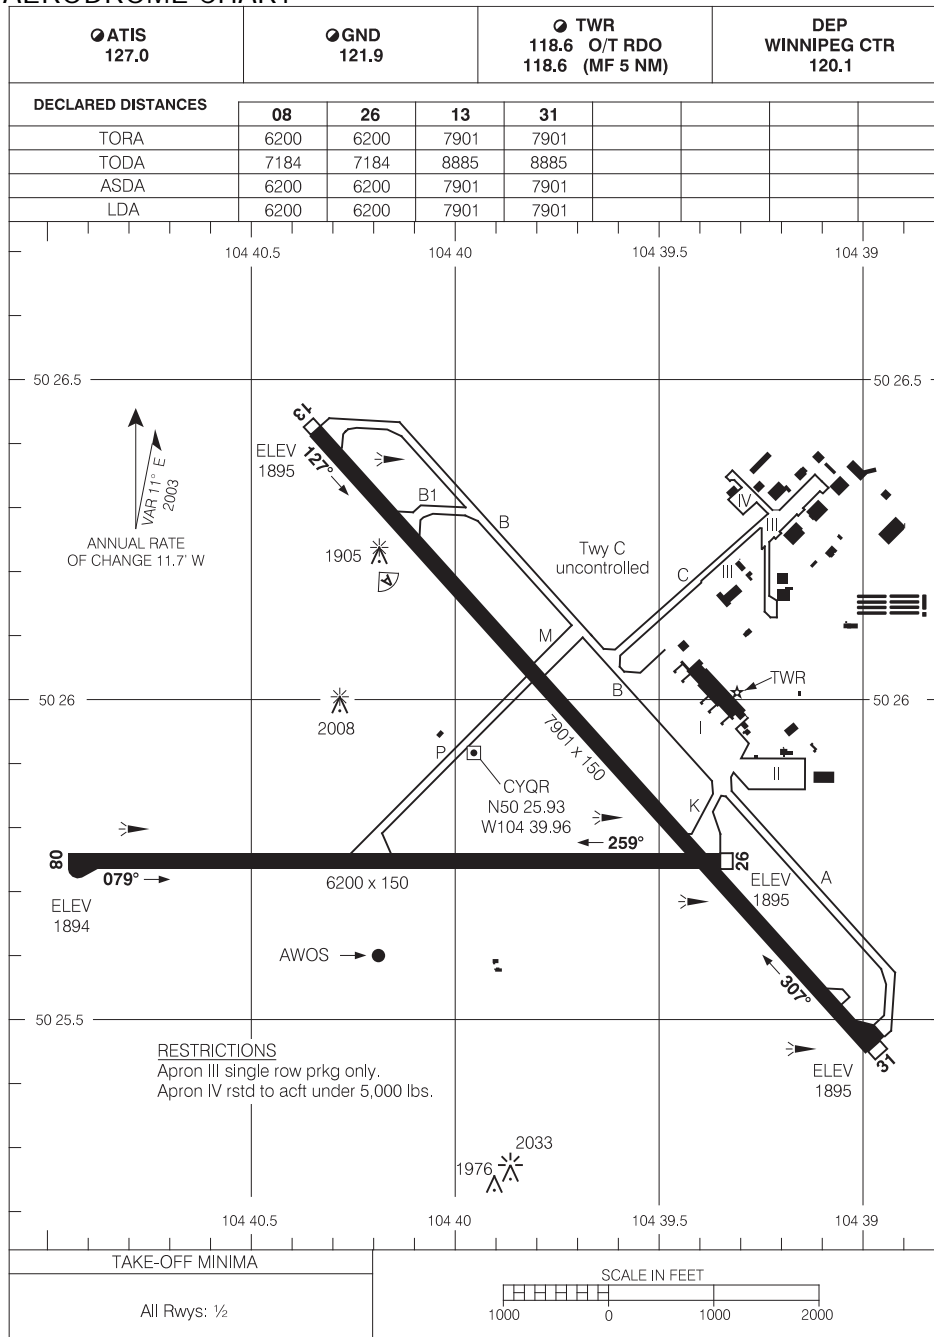 AERODROME CHART
ATIS
127.0
GND
121.9
TWR
118.6 O/T RDO
118.6 (MF 5 NM)
DEP
WINNIPEG CTR
120.1
DECLARED DISTANCES
08 26 13 31
TORA 6200 6200 7901 7901
TODA 7184 7184 8885 8885
ASDA 6200 6200 7901 7901
LDA 6200 6200 7901 7901
104 40.5 104 40 104 39.5 104 39
50 26.5 50 26.5
13
ELEV
1895
127°
VAR 11° E
2003
ANNUAL RATE
OF CHANGE 11.7' W
B1
B
1905
A
Twy C
uncontrolled
C
IV
III
III
M
B
TWR
50 26 50 26
2008
I
7901 x 150
P
II
CYQR
N50 25.93
W104 39.96
K
259°
08
26
079°
6200 x 150
ELEV
1894
ELEV
1895
A
AWOS
307°
50 25.5 50 25.5
RESTRICTIONS
Apron III single row prkg only.
Apron IV rstd to acft under 5,000 lbs.
31
ELEV
1895
2033
1976
104 40.5 104 40 104 39.5 104 39
TAKE-OFF MINIMA
All Rwys: ½
SCALE IN FEET
1000 0 1000 2000